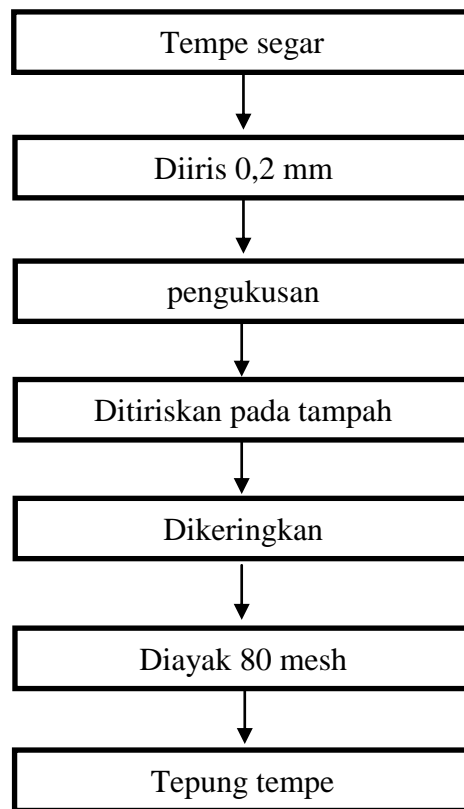 Tempe segar
Diiris 0,2 mm
pengukusan
Ditiriskan pada tampah
Dikeringkan
Diayak 80 mesh
Tepung tempe